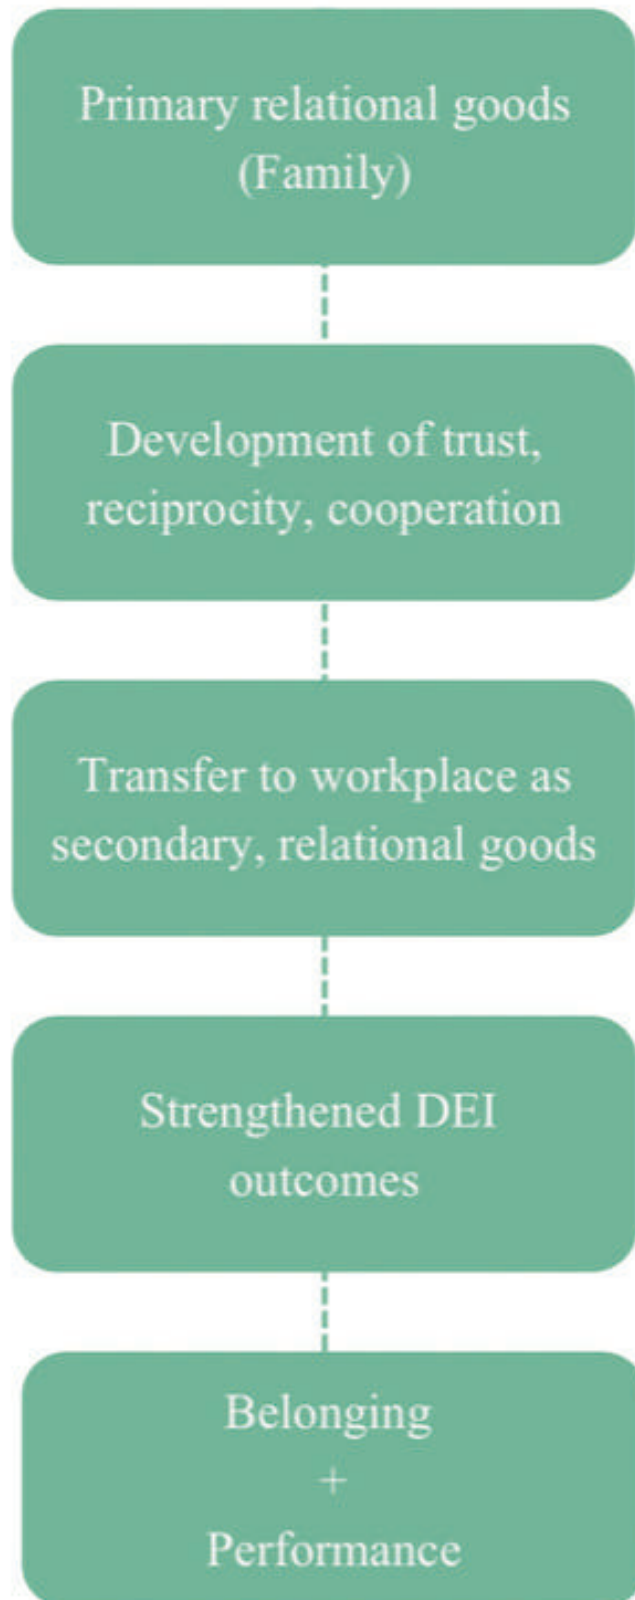 Primary relational goods
(Family)
Development of trust,
reciprocity, cooperation
Transfer to workplace as
secondary, relational goods
Strengthened DEI
outcomes
Belonging
+
Performance